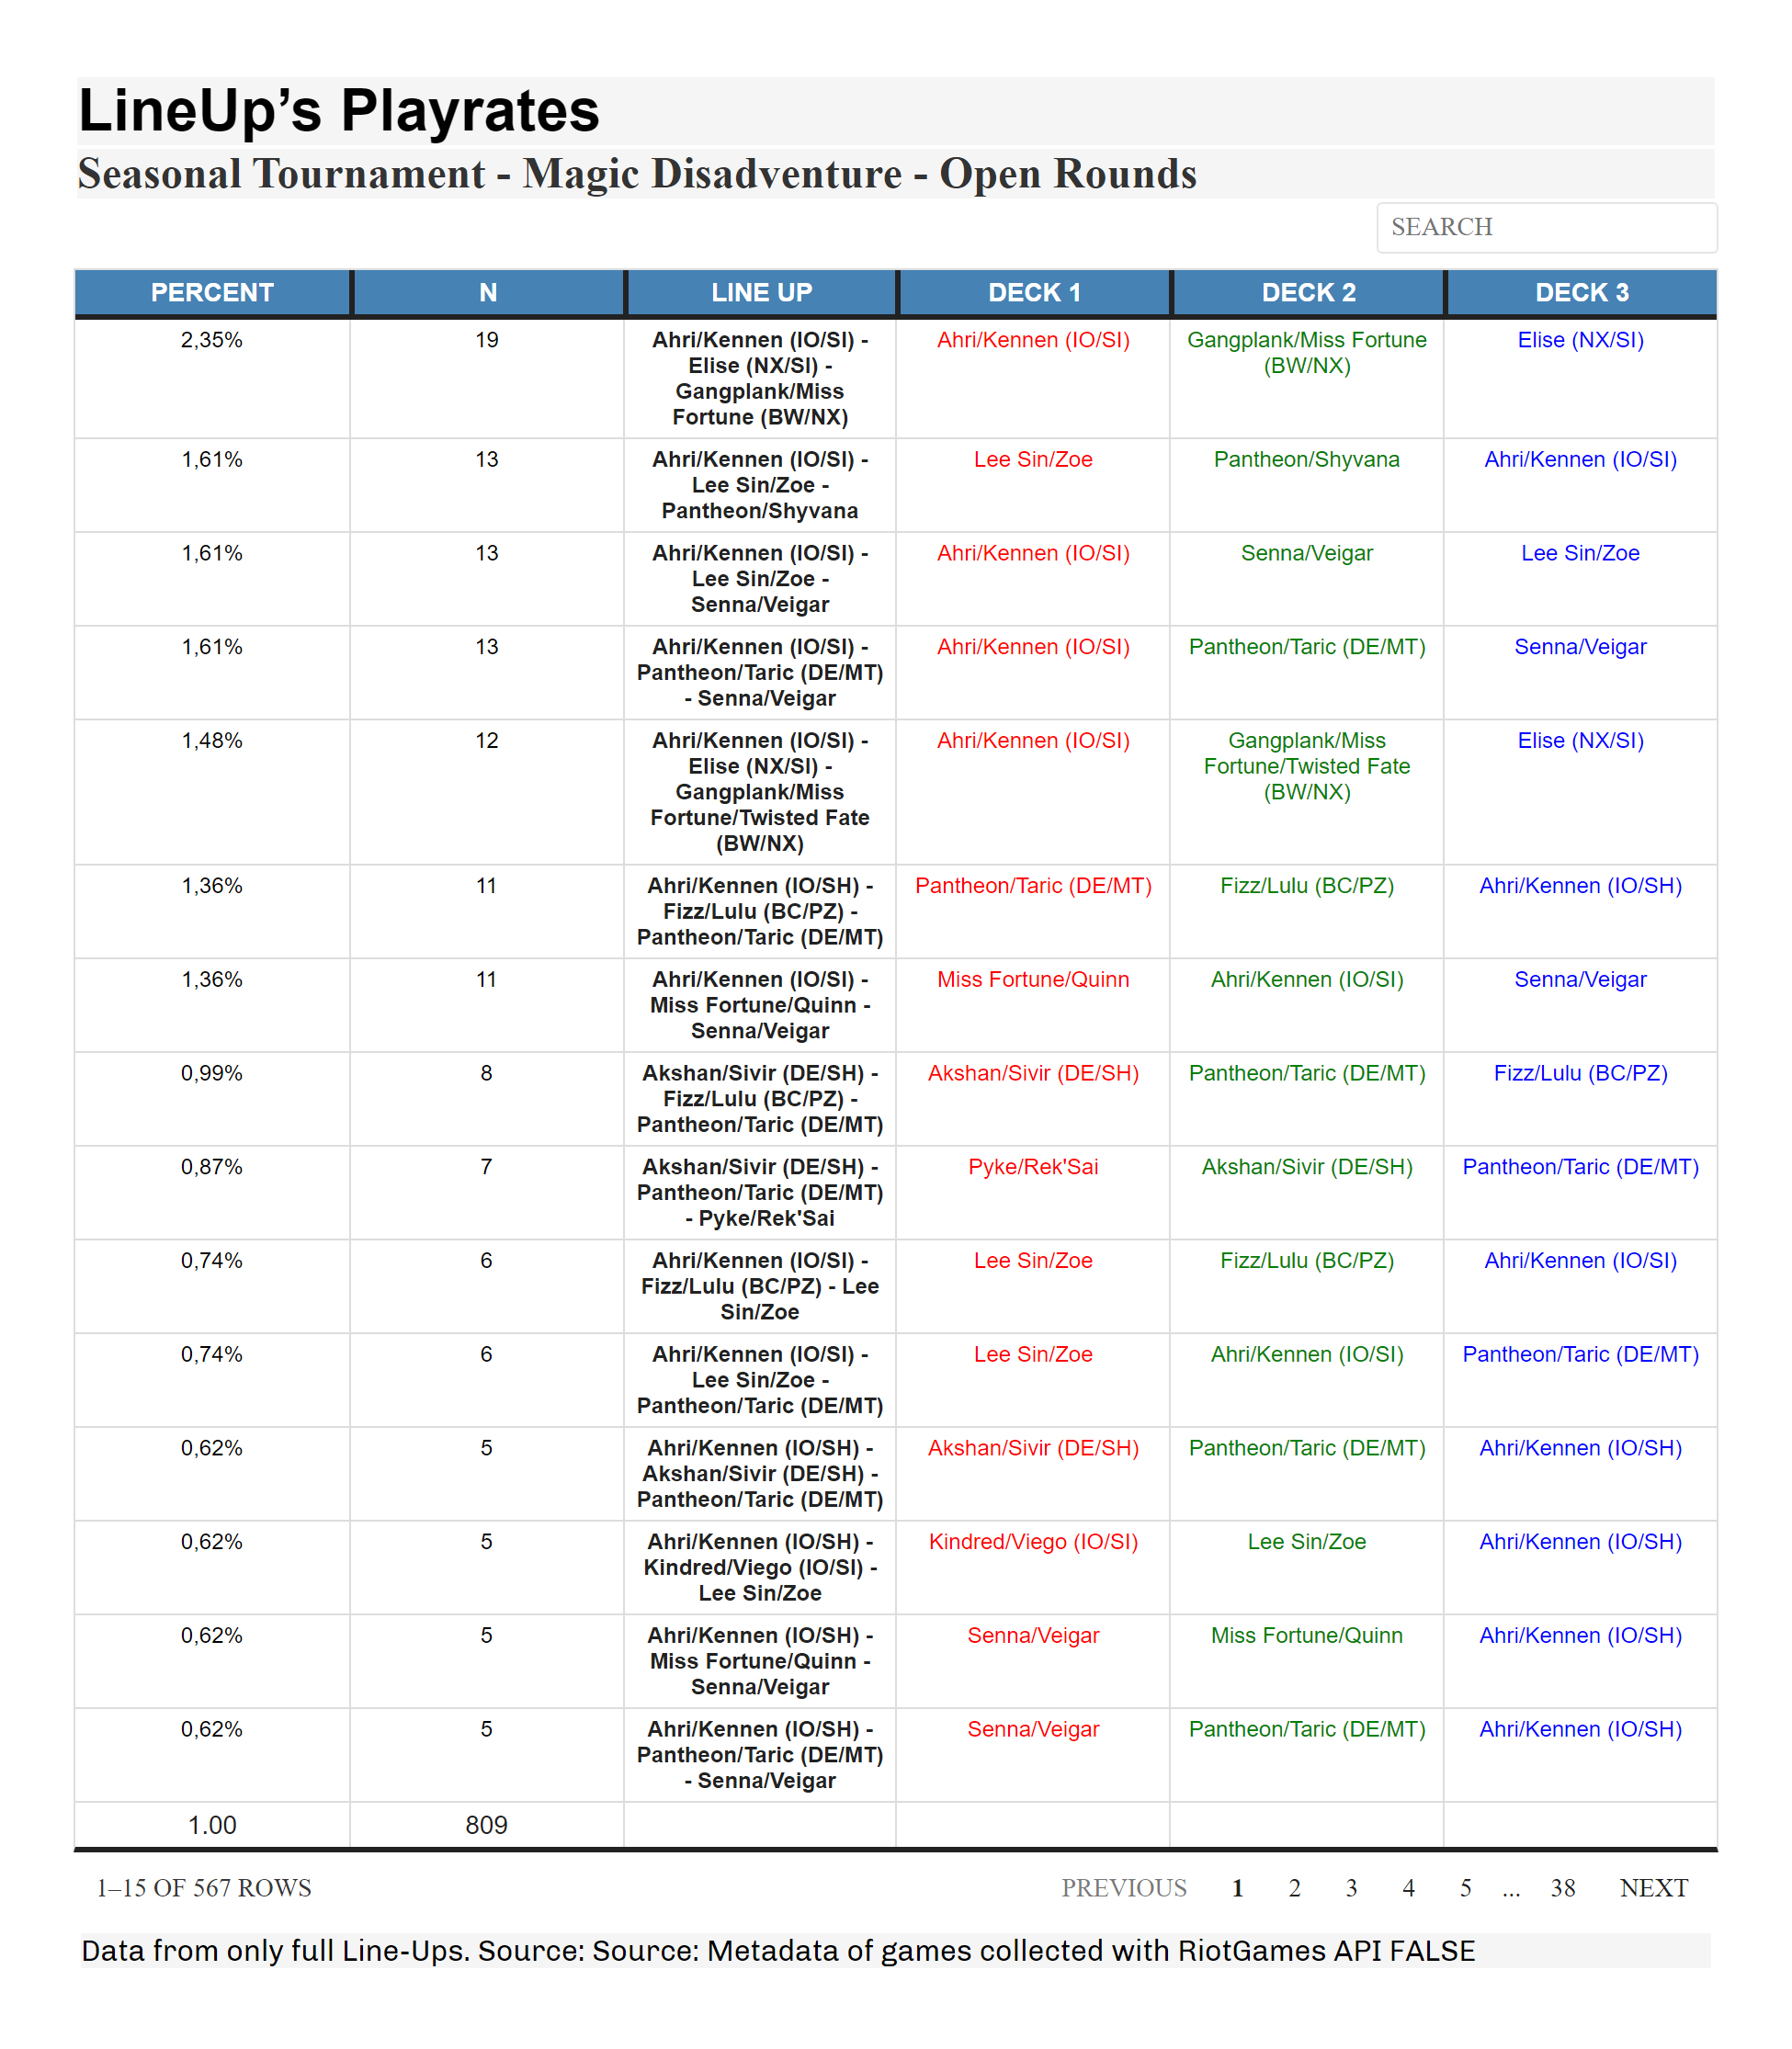 LineUp’s Playrates
Seasonal Tournament - Magic Disadventure - Open Rounds
SEARCH
PERCENT N LINE UP DECK 1 DECK 2 DECK 3
2,35% 19 Ahri/Kennen (IO/SI) - Ahri/Kennen (IO/SI) Gangplank/Miss Fortune Elise (NX/SI)
Elise (NX/SI) - (BW/NX)
Gangplank/Miss
Fortune (BW/NX)
1,61% 13 Ahri/Kennen (IO/SI) - Lee Sin/Zoe Pantheon/Shyvana Ahri/Kennen (IO/SI)
Lee Sin/Zoe -
Pantheon/Shyvana
1,61% 13 Ahri/Kennen (IO/SI) - Ahri/Kennen (IO/SI) Senna/Veigar Lee Sin/Zoe
Lee Sin/Zoe -
Senna/Veigar
1,61% 13 Ahri/Kennen (IO/SI) - Ahri/Kennen (IO/SI) Pantheon/Taric (DE/MT) Senna/Veigar
Pantheon/Taric (DE/MT)
- Senna/Veigar
1,48% 12 Ahri/Kennen (IO/SI) - Ahri/Kennen (IO/SI) Gangplank/Miss Elise (NX/SI)
Elise (NX/SI) - Fortune/Twisted Fate
Gangplank/Miss (BW/NX)
Fortune/Twisted Fate
(BW/NX)
1,36% 11 Ahri/Kennen (IO/SH) - Pantheon/Taric (DE/MT) Fizz/Lulu (BC/PZ) Ahri/Kennen (IO/SH)
Fizz/Lulu (BC/PZ) -
Pantheon/Taric (DE/MT)
1,36% 11 Ahri/Kennen (IO/SI) - Miss Fortune/Quinn Ahri/Kennen (IO/SI) Senna/Veigar
Miss Fortune/Quinn -
Senna/Veigar
0,99% 8 Akshan/Sivir (DE/SH) - Akshan/Sivir (DE/SH) Pantheon/Taric (DE/MT) Fizz/Lulu (BC/PZ)
Fizz/Lulu (BC/PZ) -
Pantheon/Taric (DE/MT)
0,87% 7 Akshan/Sivir (DE/SH) - Pyke/Rek'Sai Akshan/Sivir (DE/SH) Pantheon/Taric (DE/MT)
Pantheon/Taric (DE/MT)
- Pyke/Rek'Sai
0,74% 6 Ahri/Kennen (IO/SI) - Lee Sin/Zoe Fizz/Lulu (BC/PZ) Ahri/Kennen (IO/SI)
Fizz/Lulu (BC/PZ) - Lee
Sin/Zoe
0,74% 6 Ahri/Kennen (IO/SI) - Lee Sin/Zoe Ahri/Kennen (IO/SI) Pantheon/Taric (DE/MT)
Lee Sin/Zoe -
Pantheon/Taric (DE/MT)
0,62% 5 Ahri/Kennen (IO/SH) - Akshan/Sivir (DE/SH) Pantheon/Taric (DE/MT) Ahri/Kennen (IO/SH)
Akshan/Sivir (DE/SH) -
Pantheon/Taric (DE/MT)
0,62% 5 Ahri/Kennen (IO/SH) - Kindred/Viego (IO/SI) Lee Sin/Zoe Ahri/Kennen (IO/SH)
Kindred/Viego (IO/SI) -
Lee Sin/Zoe
0,62% 5 Ahri/Kennen (IO/SH) - Senna/Veigar Miss Fortune/Quinn Ahri/Kennen (IO/SH)
Miss Fortune/Quinn -
Senna/Veigar
0,62% 5 Ahri/Kennen (IO/SH) - Senna/Veigar Pantheon/Taric (DE/MT) Ahri/Kennen (IO/SH)
Pantheon/Taric (DE/MT)
- Senna/Veigar
1.00 809
1–15 OF 567 ROWS PREVIOUS 1 2 3 4 5 ... 38 NEXT
Data from only full Line-Ups. Source: Source: Metadata of games collected with RiotGames API FALSE